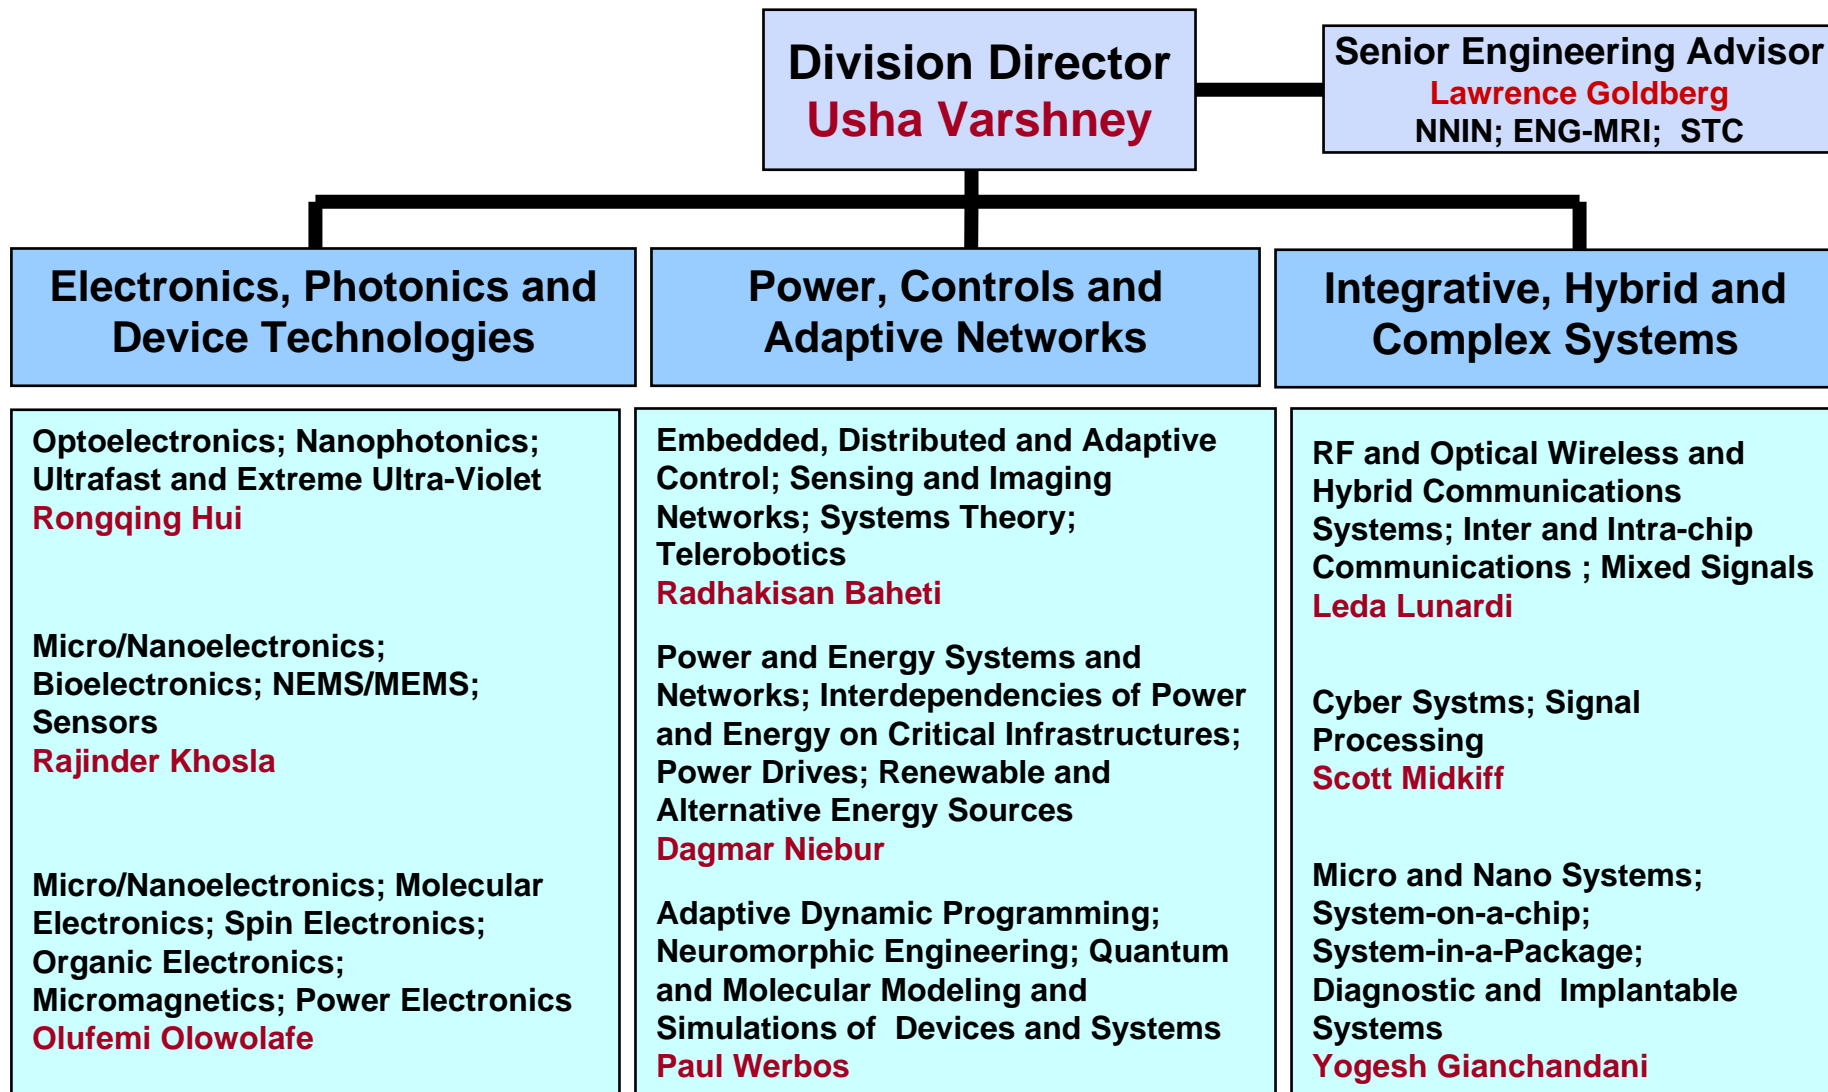 Division Director
Usha Varshney
Senior Engineering Advisor
Lawrence Goldberg
NNIN; ENG-MRI;  STC
Electronics, Photonics and
Device Technologies
Power, Controls and
Adaptive Networks
Integrative, Hybrid and
Complex Systems
Optoelectronics; Nanophotonics;
Ultrafast and Extreme Ultra-Violet
Rongqing Hui
Micro/Nanoelectronics;
Bioelectronics; NEMS/MEMS;
Sensors
Rajinder Khosla
Micro/Nanoelectronics; Molecular
Electronics; Spin Electronics;
Organic Electronics;
Micromagnetics; Power Electronics
Olufemi Olowolafe
Embedded, Distributed and Adaptive
Control; Sensing and Imaging
Networks; Systems Theory;
Telerobotics
Radhakisan Baheti
Power and Energy Systems and
Networks; Interdependencies of Power
and Energy on Critical Infrastructures;
Power Drives; Renewable and
Alternative Energy Sources
Dagmar Niebur
Adaptive Dynamic Programming;
Neuromorphic Engineering; Quantum
and Molecular Modeling and
Simulations of  Devices and Systems
Paul Werbos
RF and Optical Wireless and
Hybrid Communications
Systems; Inter and Intra-chip
Communications ; Mixed Signals
Leda Lunardi
Cyber Systms; Signal
Processing
Scott Midkiff
Micro and Nano Systems;
System-on-a-chip;
System-in-a-Package;
Diagnostic and  Implantable
Systems
Yogesh Gianchandani